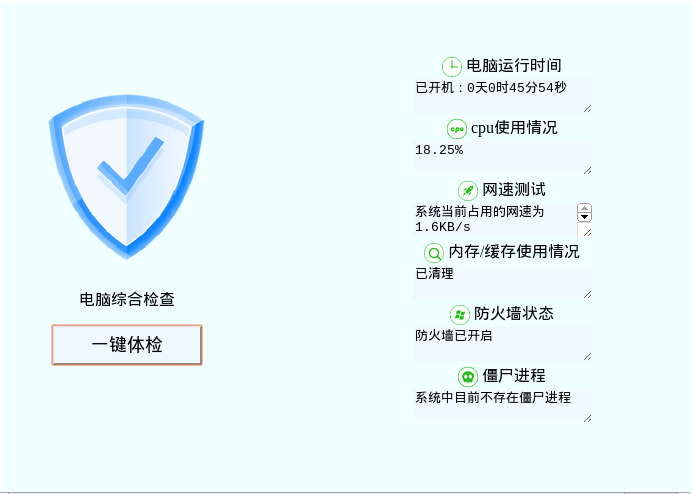 电脑综合检查
一键体检
电脑运行时间
已开机：0天0时45分54秒
cpu
cpu使用情况
18.25%
网速测试
系统当前占用的网速为
1.6KB/s
内存/缓存使用情况
已清理
防火墙状态
防火墙已开启
僵尸进程
系统中目前不存在僵尸进程